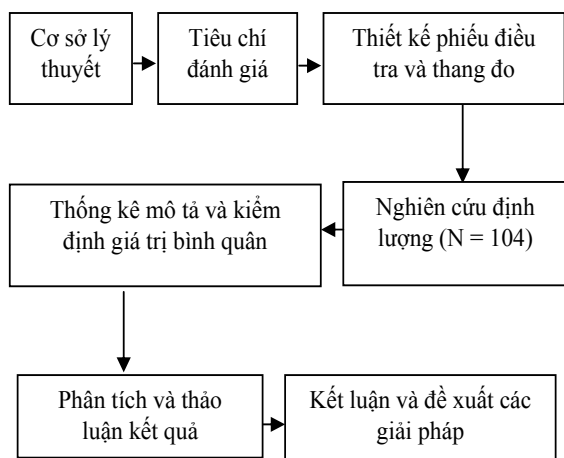 Cơ sở lý
thuyết
Tiêu chí
đánh giá
Thiết kế phiếu điều
tra và thang đo
Nghiên cứu định
lượng (N = 104)
Thống kê mô tả và kiểm
định giá trị bình quân
Phân tích và thảo
luận kết quả
Kết luận và đề xuất các
giải pháp